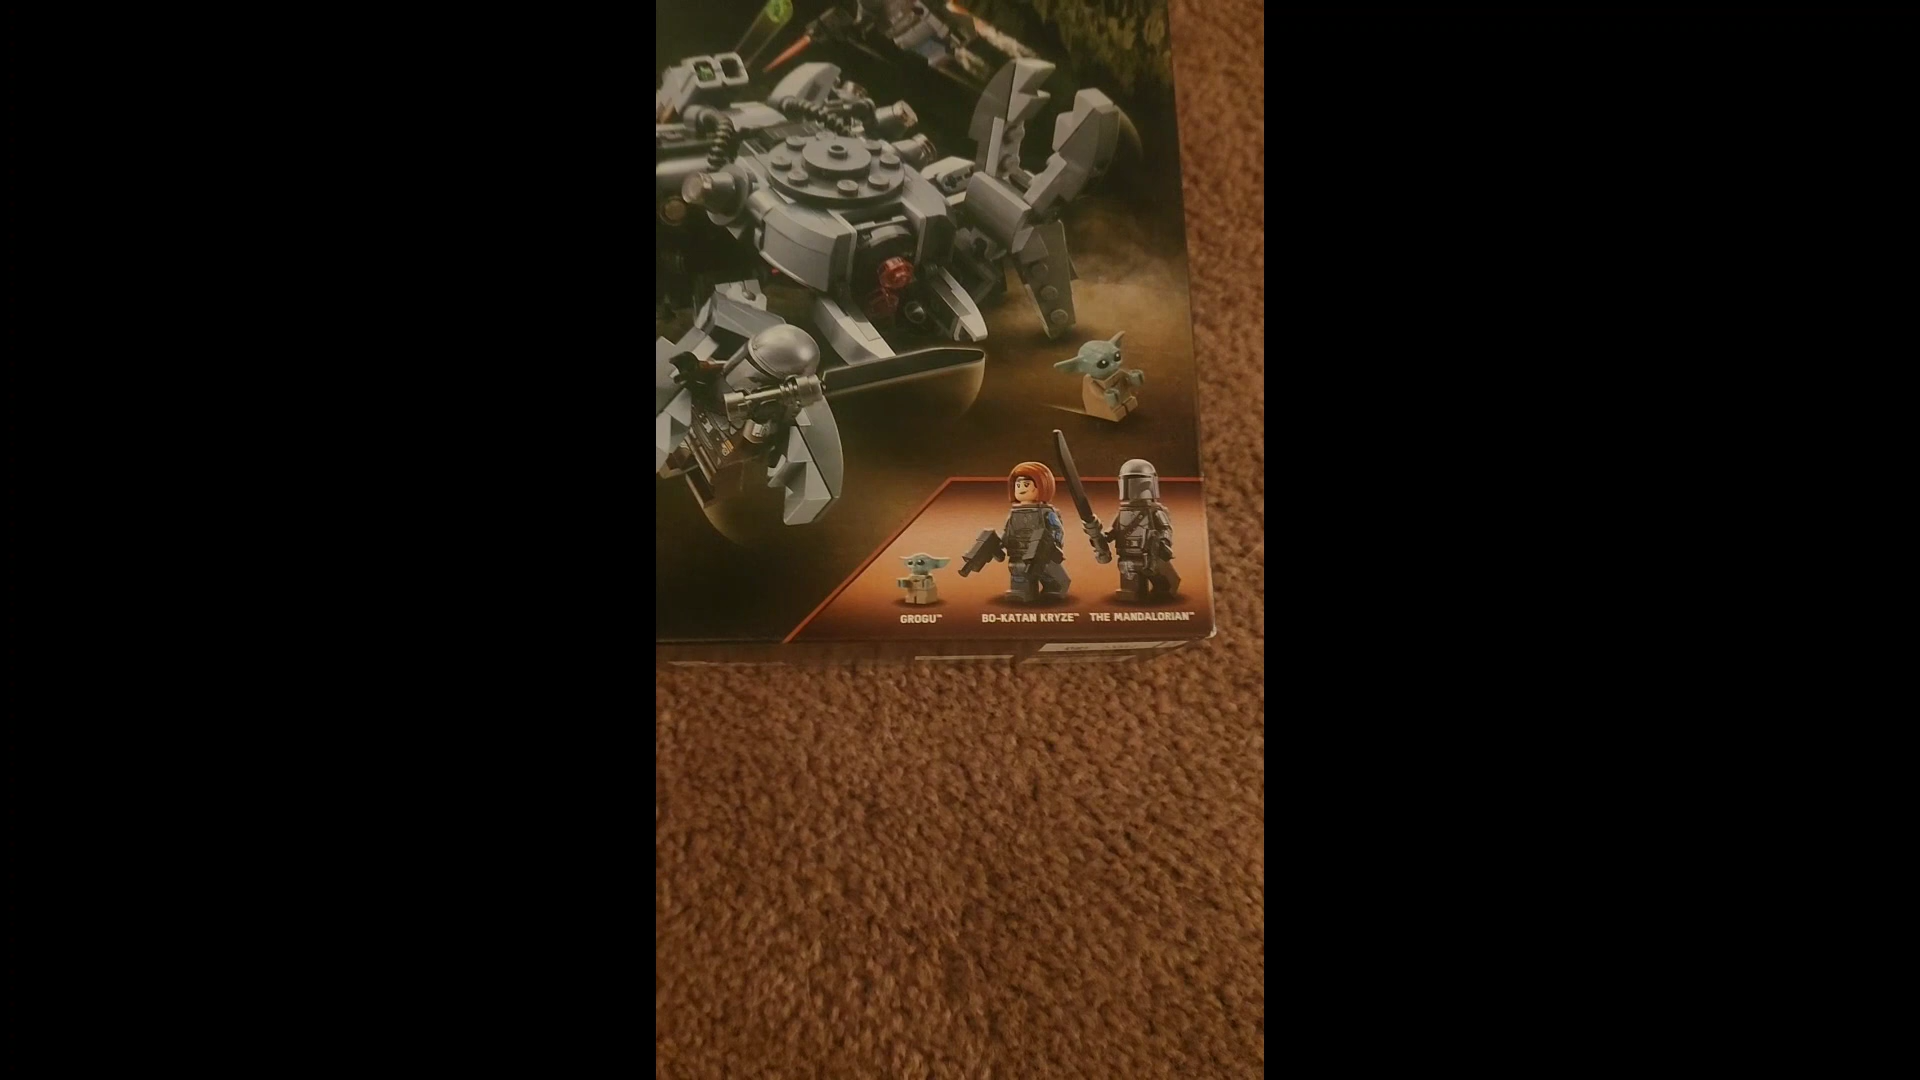 GROGU™
BO-KATAN KRYZE™
THE MANDALORIAN™